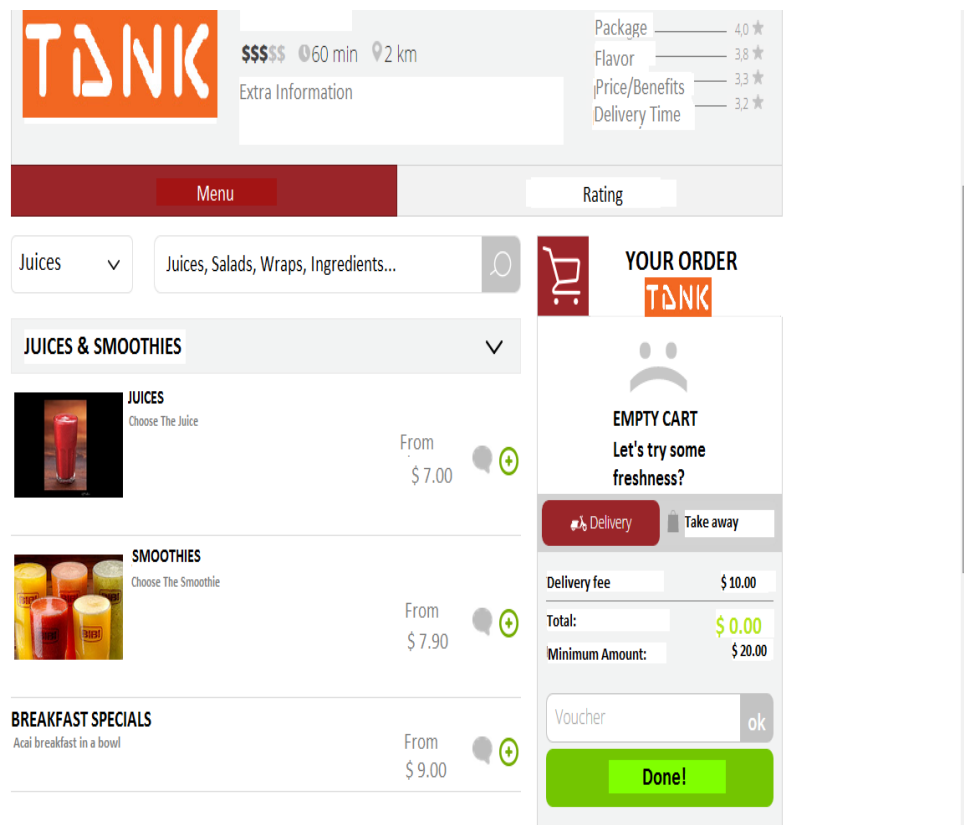 TANK
$$$$$ 60 min 2 km
Extra Information
Package 4,0
Flavor 3,8
Price/Benefits 3,3
Delivery Time 3,2
Menu
Rating
Juices
Juices, Salads, Wraps, Ingredients...
YOUR ORDER
TANK
JUICES & SMOOTHIES
JUICES
Choose The Juice
From
$ 7.00
SMOOTHIES
Choose The Smoothie
From
$ 7.90
BREAKFAST SPECIALS
Acai breakfast in a bowl
From
$ 9.00
EMPTY CART
Let's try some
freshness?
Delivery
Take away
Delivery fee $ 10.00
Total: $ 0.00
Minimum Amount: $ 20.00
Voucher
ok
Done!